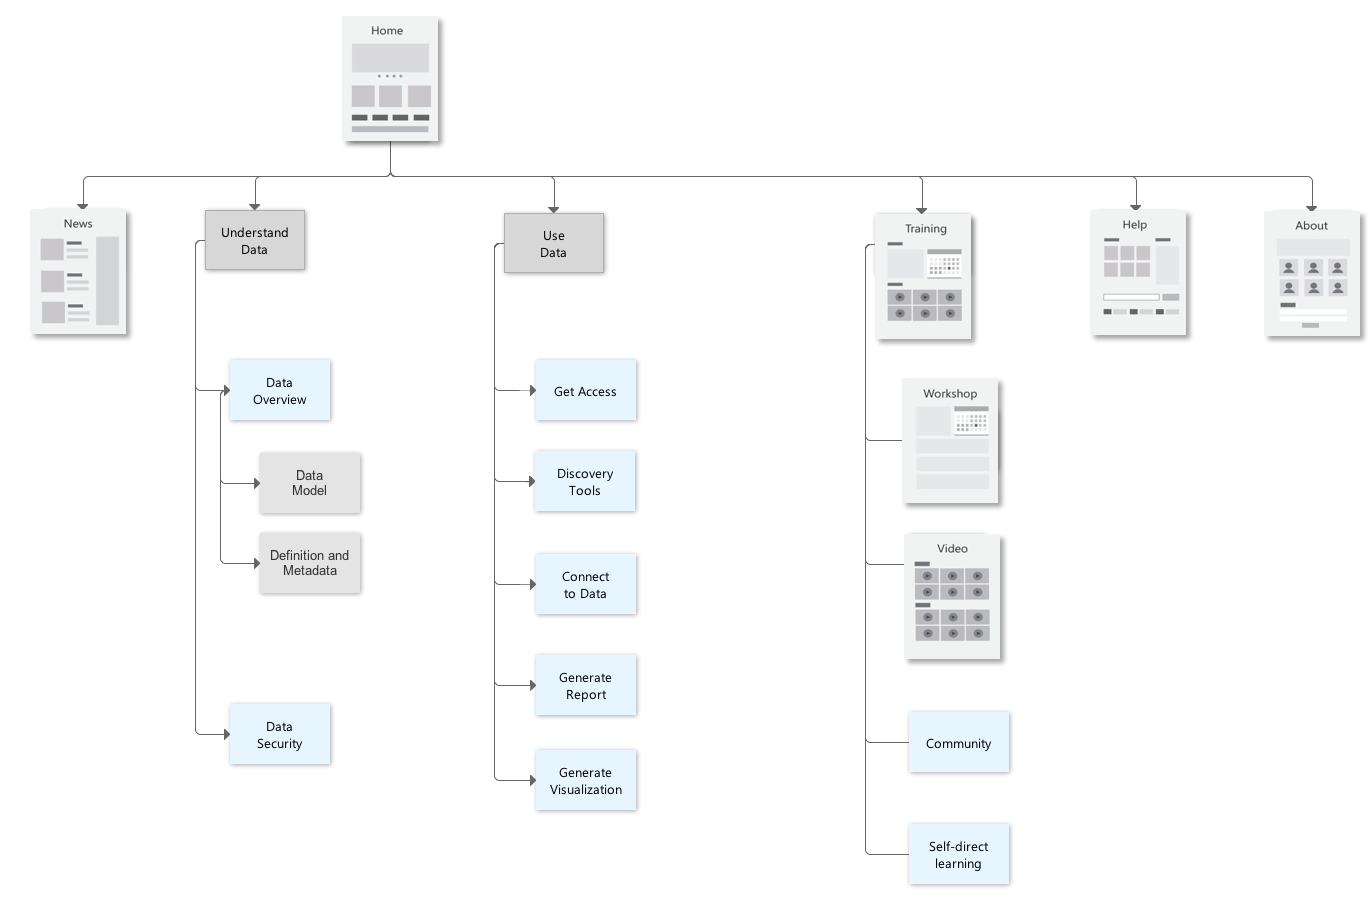 Home
News
Understand
Data
Use
Data
Training
Help
About
Data
Overview
Data
Model
Definition and
Metadata
Data
Security
Get Access
Discovery
Tools
Connect
to Data
Generate
Report
Generate
Visualization
Workshop
Video
Community
Self-direct
learning